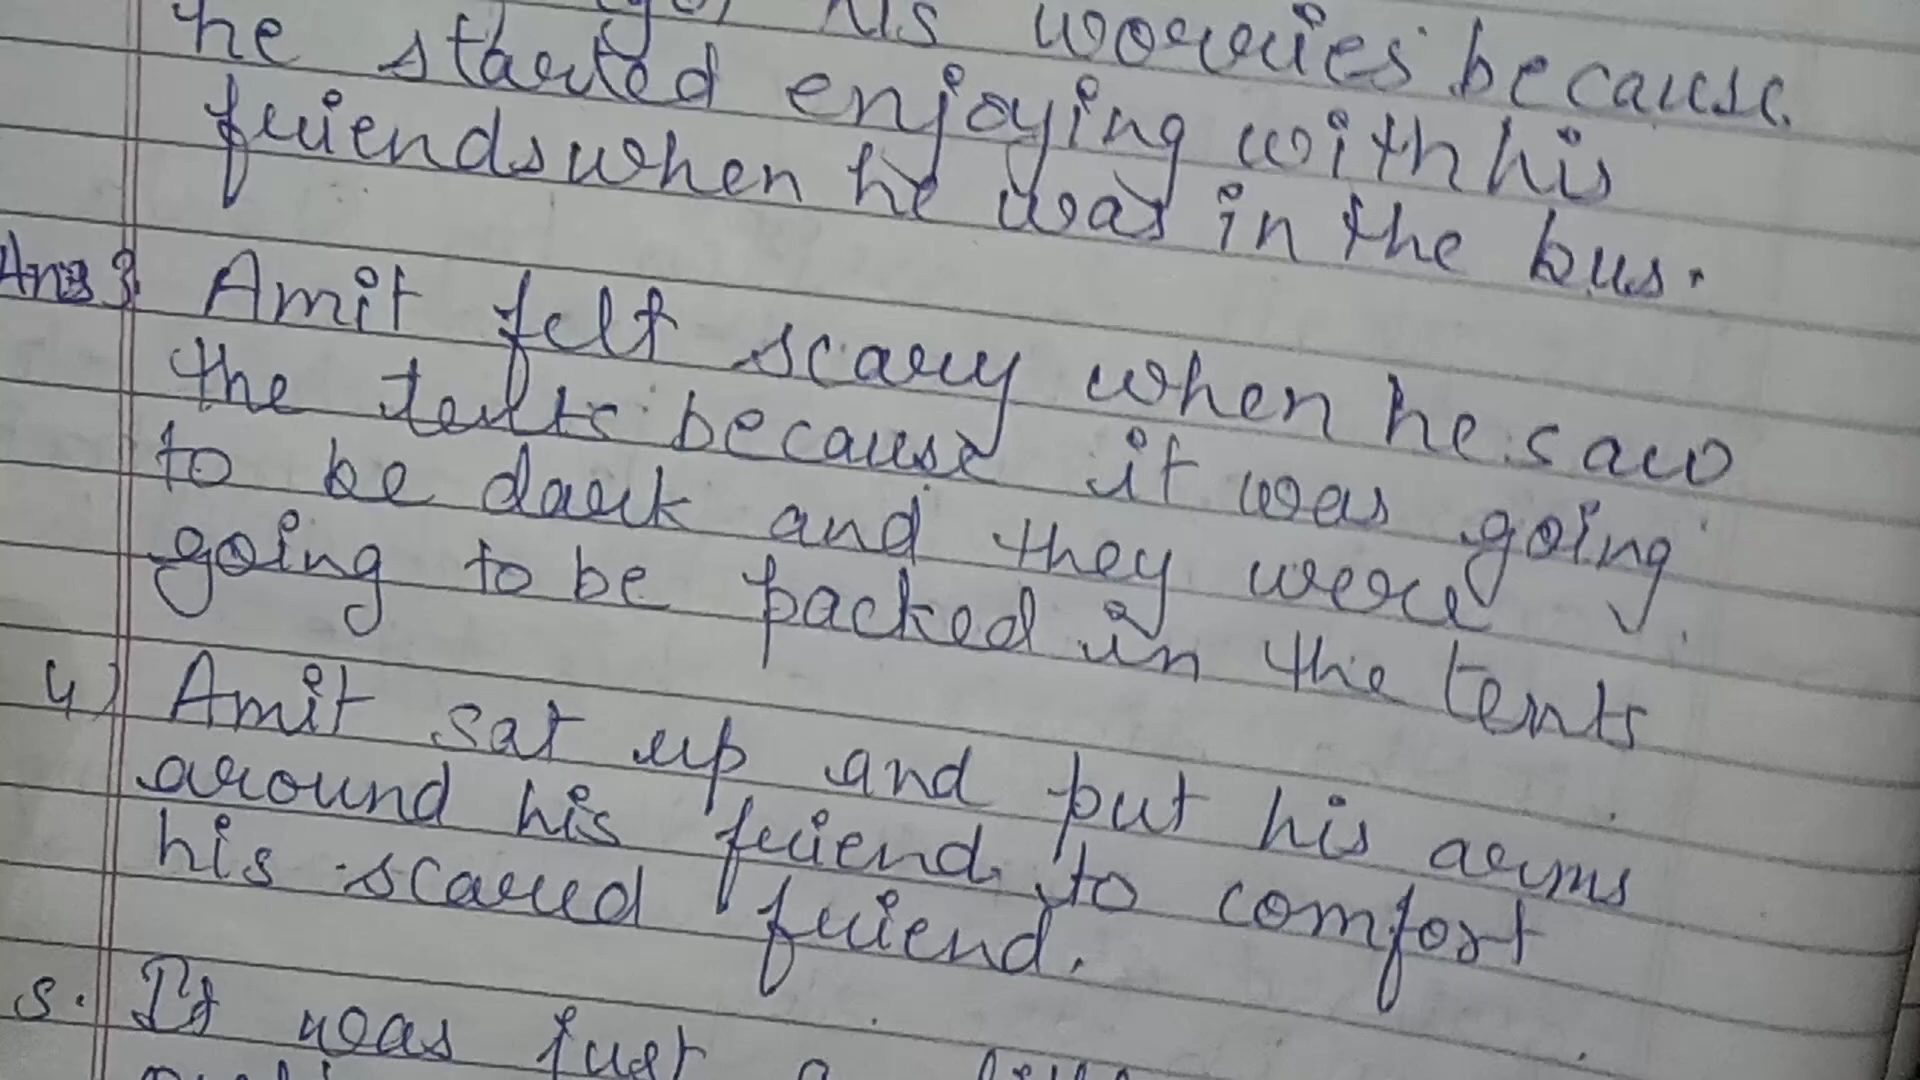 his worries because
he started enjoying with his
friends when he was in the bus.
Ans 3 Amit felt scary when he saw
the tents because it was going
to be dark and they were
going to be packed in the tents
4) Amit sat up and put his arms
around his friend to comfort
his scared friend.
5. It was just a